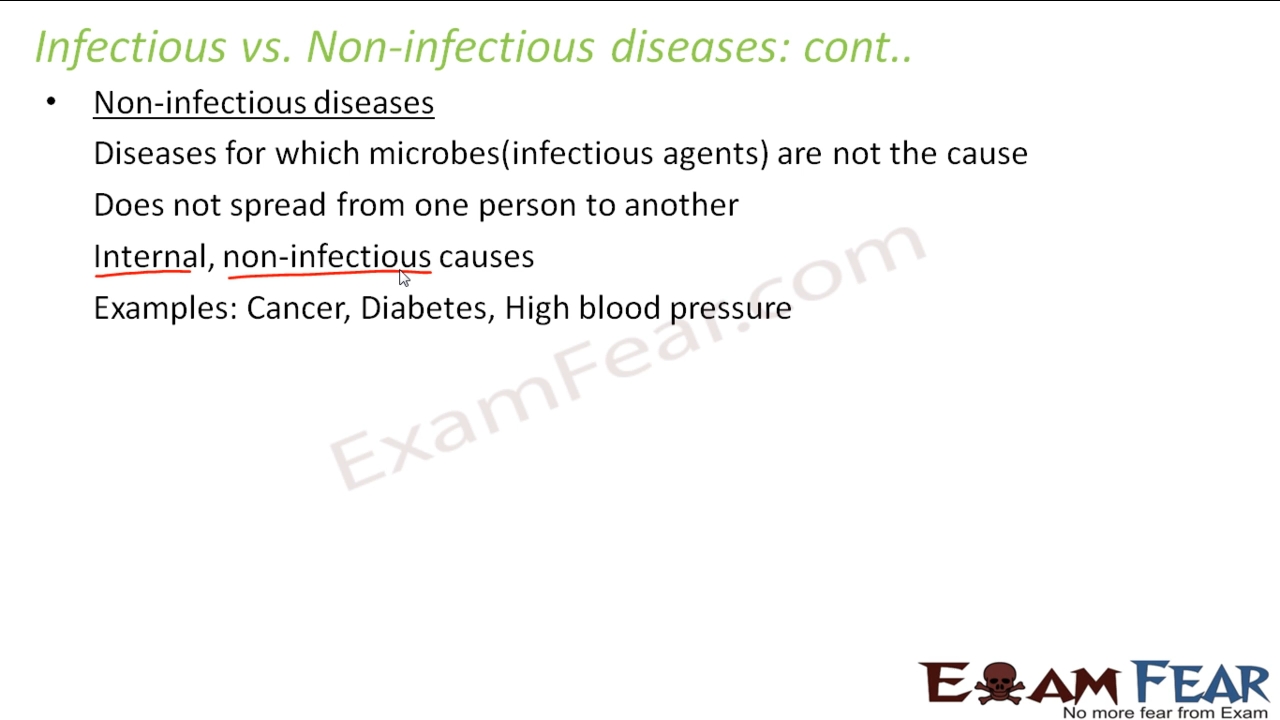 Infectious vs. Non-infectious diseases: cont..
• Non-infectious diseases
Diseases for which microbes(infectious agents) are not the cause
Does not spread from one person to another
Internal, non-infectious causes
Examples: Cancer, Diabetes, High blood pressure
ExamFear.com
EXAM FEAR
No more fear from Exam